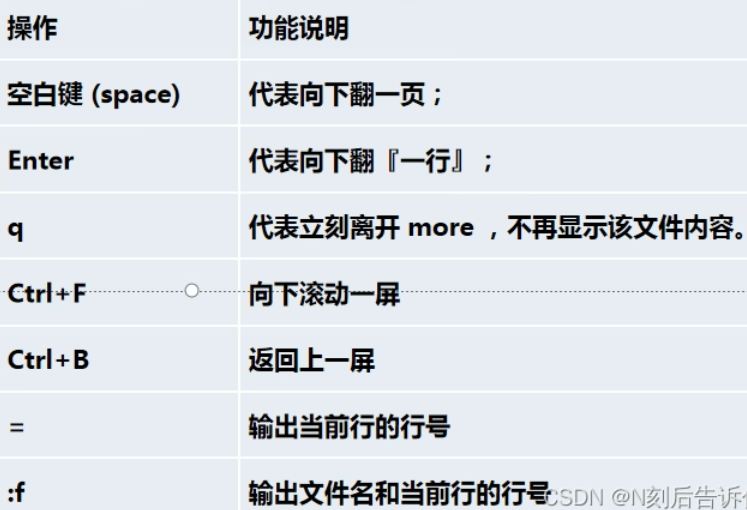 操作 功能说明
空白键 (space) 代表向下翻一页；
Enter 代表向下翻『一行』；
q 代表立刻离开 more ，不再显示该文件内容。
Ctrl+F 向下滚动一屏
Ctrl+B 返回上一屏
= 输出当前行的行号
:f 输出文件名和当前行的行号
CSDN @N刻后告诉